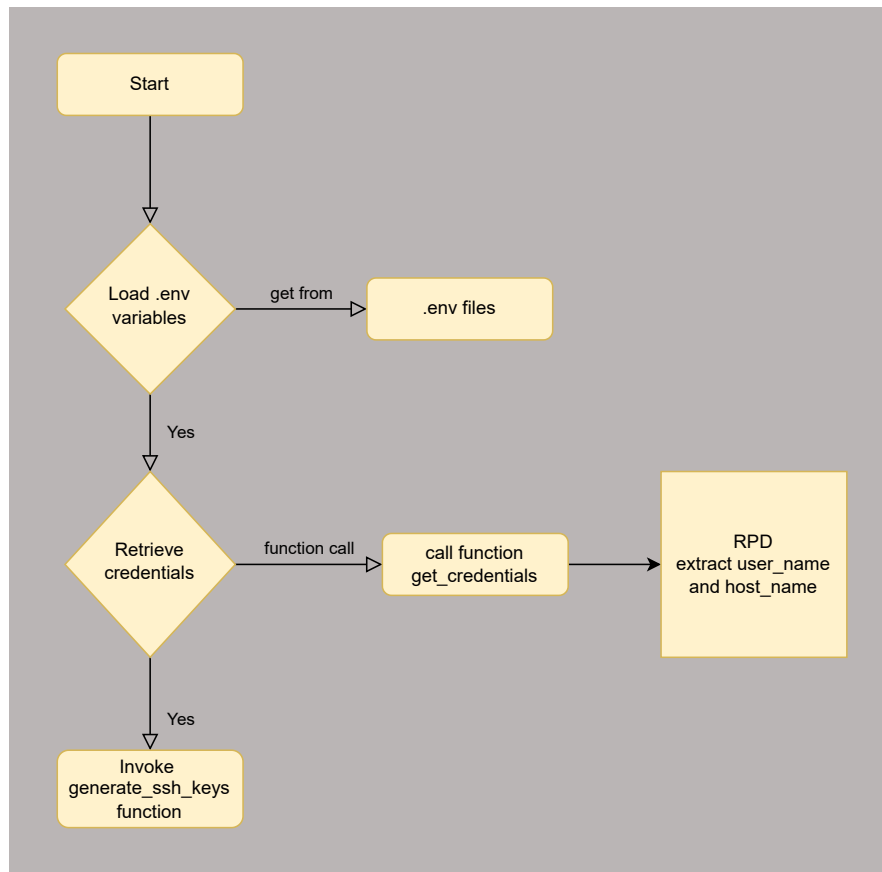 Start
Load .env
variables
get from
.env files
Yes
Retrieve
credentials
function call
call function
get_credentials
RPD
extract user_name
and host_name
Yes
Invoke
generate_ssh_keys
function